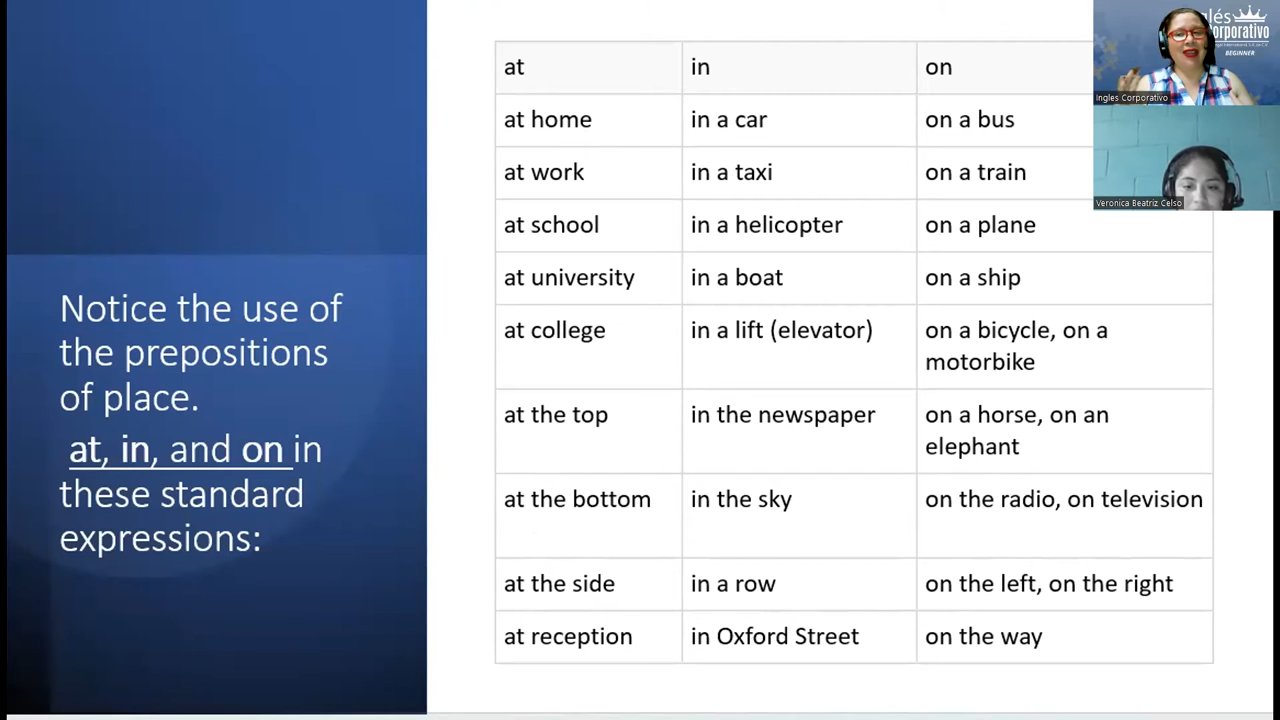 Notice the use of
the prepositions
of place.
at, in, and on in
these standard
expressions:
at in on
at home in a car on a bus
at work in a taxi on a train
at school in a helicopter on a plane
at university in a boat on a ship
at college in a lift (elevator) on a bicycle, on a
motorbike
at the top in the newspaper on a horse, on an
elephant
at the bottom in the sky on the radio, on television
at the side in a row on the left, on the right
at reception in Oxford Street on the way
glés
orporativo
BEGINNER
Ingles Corporativo
Veronica Beatriz Celso